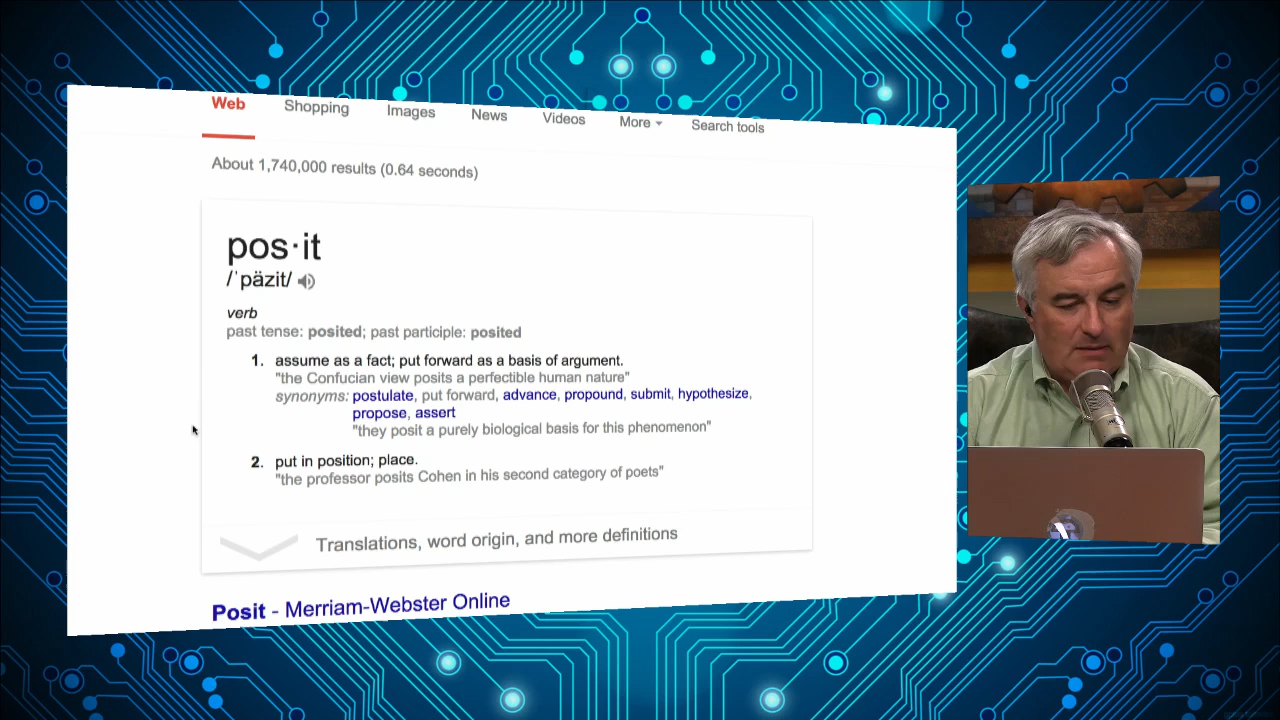 Web Shopping Images News Videos More Search tools
About 1,740,000 results (0.64 seconds)
pos·it
/ˈpäzit/
verb
past tense: posited; past participle: posited
1. assume as a fact; put forward as a basis of argument.
"the Confucian view posits a perfectible human nature"
synonyms: postulate, put forward, advance, propound, submit, hypothesize,
propose, assert
"they posit a purely biological basis for this phenomenon"
2. put in position; place.
"the professor posits Cohen in his second category of poets"
Translations, word origin, and more definitions
Posit - Merriam-Webster Online